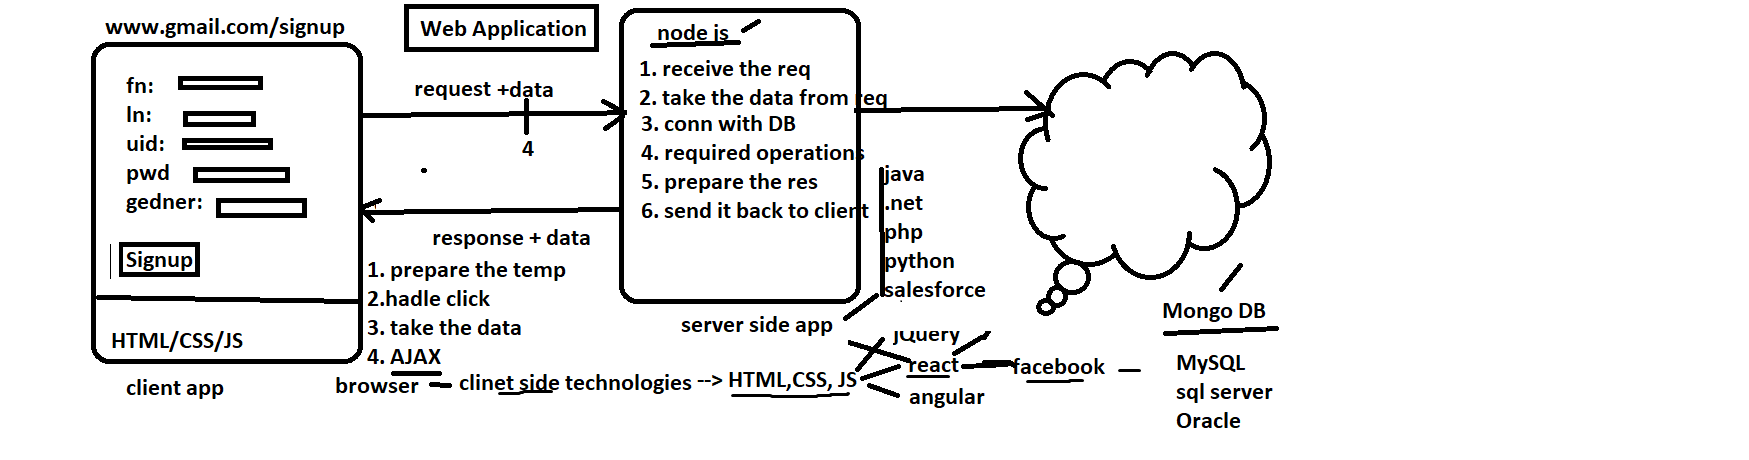 www.gmail.com/signup
Web Application
fn:
ln:
uid:
pwd
gedner:
Signup
HTML/CSS/JS
client app
request +data
4
response + data
1. prepare the temp
2.hadle click
3. take the data
4. AJAX
node js
1. receive the req
2. take the data from req
3. conn with DB
4. required operations
5. prepare the res
6. send it back to client
server side app
java
.net
php
python
salesforce
browser
clinet side technologies --> HTML,CSS, JS
jQuery
react
angular
facebook
Mongo DB
MySQL
sql server
Oracle